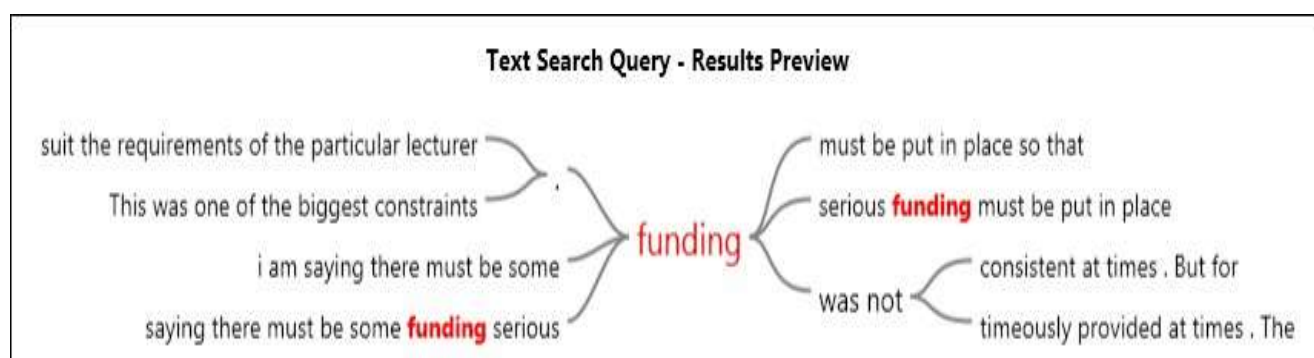 Text Search Query - Results Preview
suit the requirements of the particular lecturer
This was one of the biggest constraints
.
i am saying there must be some
saying there must be some funding serious
funding
must be put in place so that
serious funding must be put in place
was not
consistent at times . But for
timeously provided at times . The